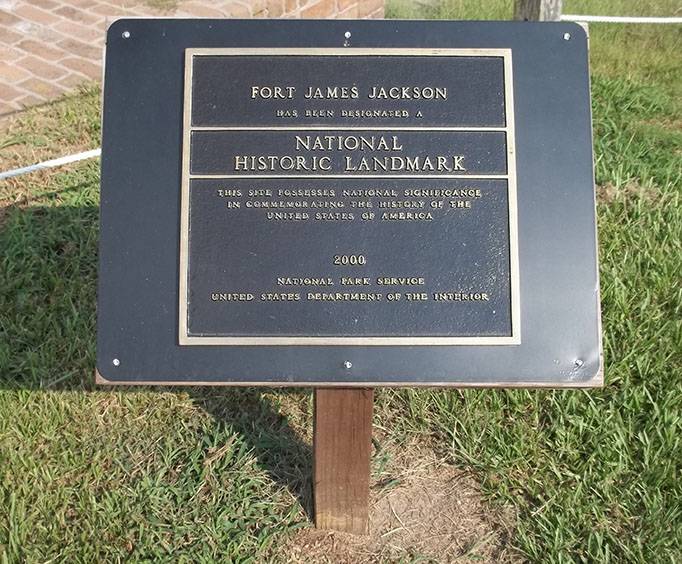 FORT JAMES JACKSON
HAS BEEN DESIGNATED A
NATIONAL
HISTORIC LANDMARK
THIS SITE POSSESSES NATIONAL SIGNIFICANCE
IN COMMEMORATING THE HISTORY OF THE
UNITED STATES OF AMERICA
2000
NATIONAL PARK SERVICE
UNITED STATES DEPARTMENT OF THE INTERIOR